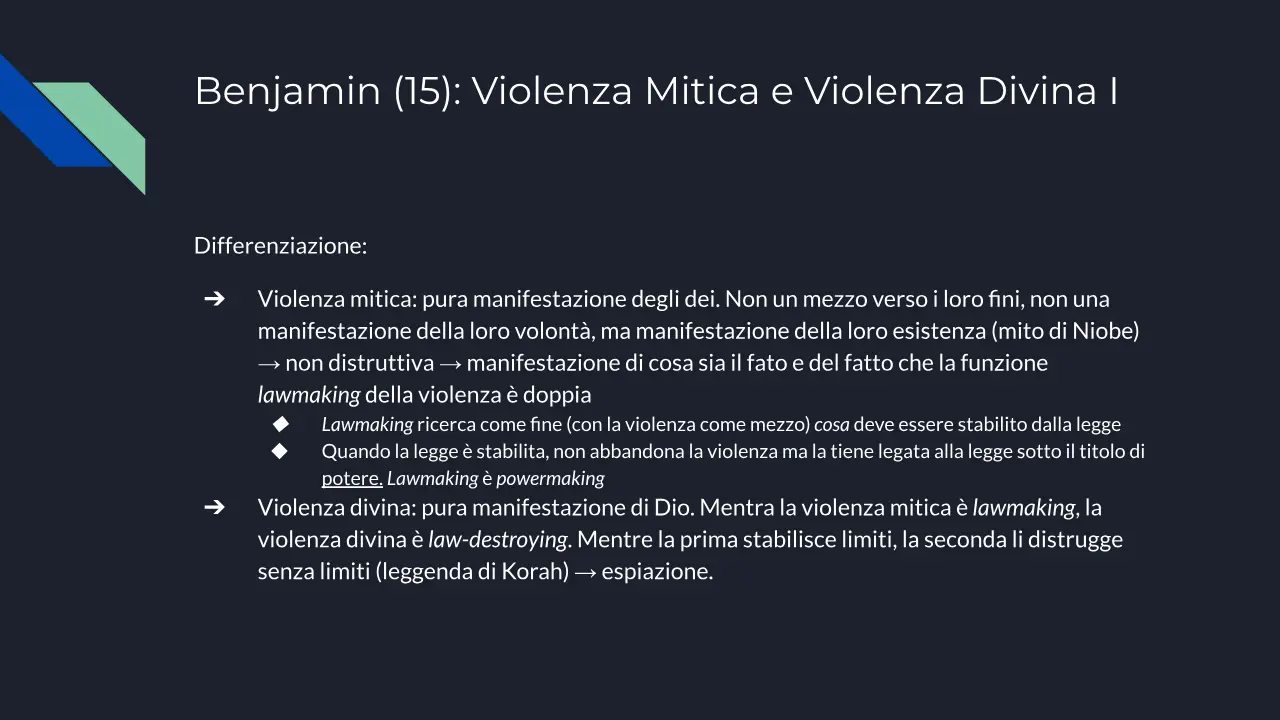 Benjamin (15): Violenza Mitica e Violenza Divina I
Differenziazione:
➔ Violenza mitica: pura manifestazione degli dei. Non un mezzo verso i loro fini, non una
manifestazione della loro volontà, ma manifestazione della loro esistenza (mito di Niobe)
→ non distruttiva → manifestazione di cosa sia il fato e del fatto che la funzione
lawmaking della violenza è doppia
◆ Lawmaking ricerca come fine (con la violenza come mezzo) cosa deve essere stabilito dalla legge
◆ Quando la legge è stabilita, non abbandona la violenza ma la tiene legata alla legge sotto il titolo di
potere. Lawmaking è powermaking
➔ Violenza divina: pura manifestazione di Dio. Mentra la violenza mitica è lawmaking, la
violenza divina è law-destroying. Mentre la prima stabilisce limiti, la seconda li distrugge
senza limiti (leggenda di Korah) → espiazione.